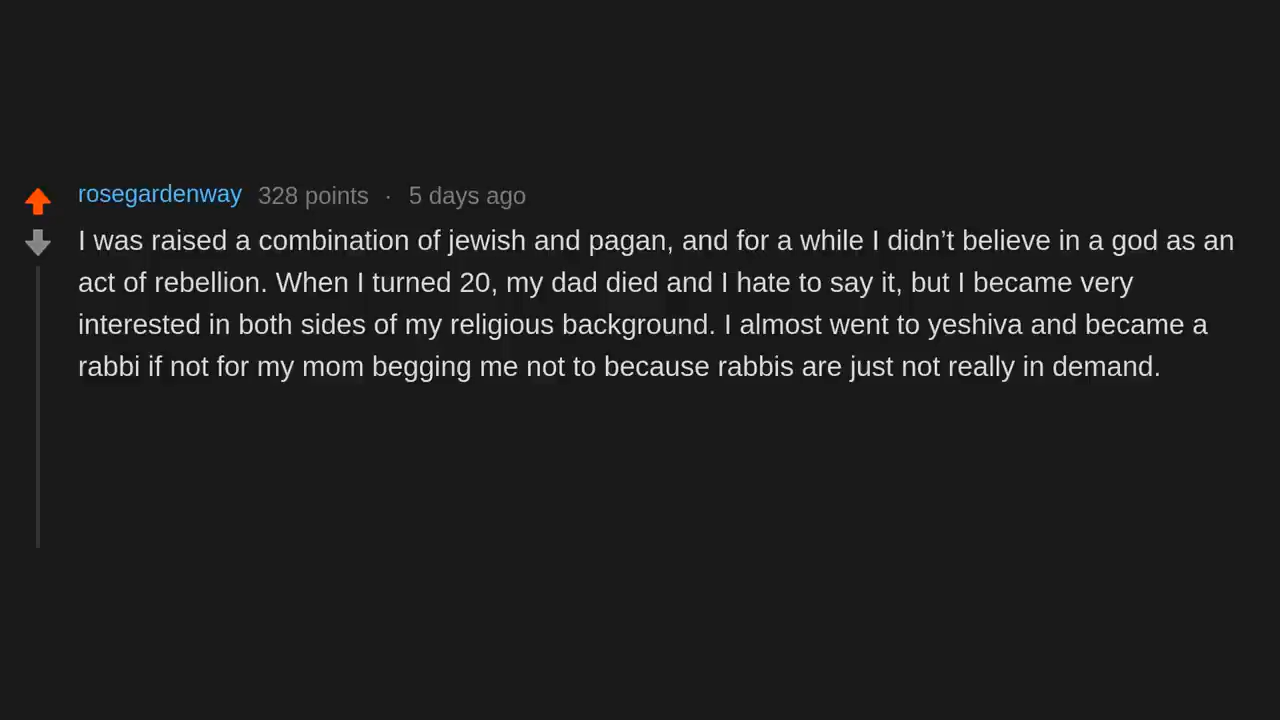 rosegardenway 328 points · 5 days ago
I was raised a combination of jewish and pagan, and for a while I didn’t believe in a god as an
act of rebellion. When I turned 20, my dad died and I hate to say it, but I became very
interested in both sides of my religious background. I almost went to yeshiva and became a
rabbi if not for my mom begging me not to because rabbis are just not really in demand.